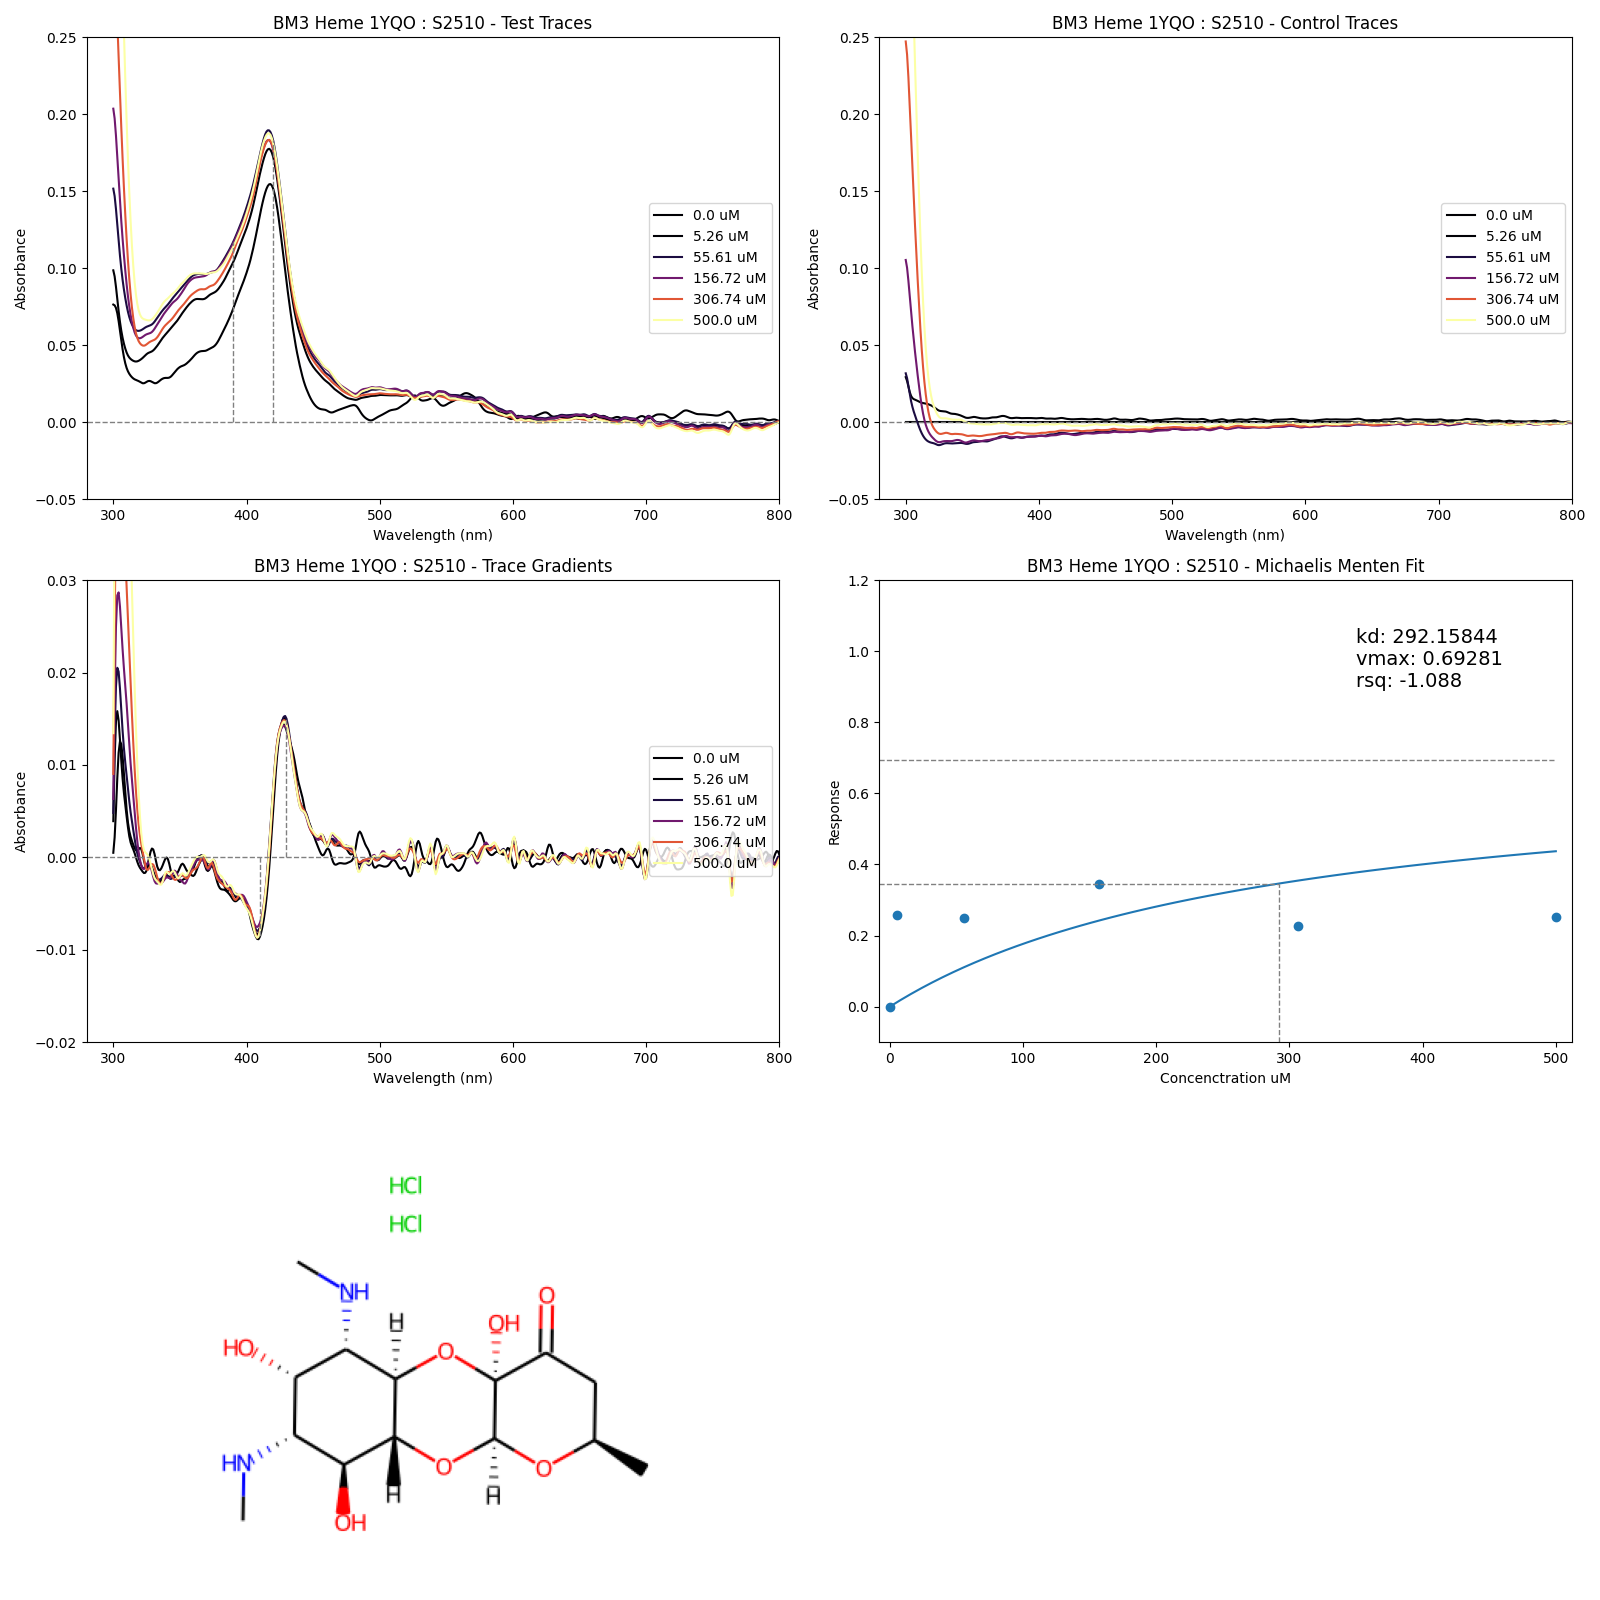 BM3 Heme 1YQO : S2510 - Test Traces
0.25
0.20
0.15
0.10
0.05
0.00
−0.05
Absorbance
0.0 uM
5.26 uM
55.61 uM
156.72 uM
306.74 uM
500.0 uM
300 400 500 600 700 800
Wavelength (nm)
BM3 Heme 1YQO : S2510 - Control Traces
0.25
0.20
0.15
0.10
0.05
0.00
−0.05
Absorbance
0.0 uM
5.26 uM
55.61 uM
156.72 uM
306.74 uM
500.0 uM
300 400 500 600 700 800
Wavelength (nm)
BM3 Heme 1YQO : S2510 - Trace Gradients
0.03
0.02
0.01
0.00
−0.01
−0.02
Absorbance
0.0 uM
5.26 uM
55.61 uM
156.72 uM
306.74 uM
500.0 uM
300 400 500 600 700 800
Wavelength (nm)
BM3 Heme 1YQO : S2510 - Michaelis Menten Fit
1.2
1.0
0.8
0.6
0.4
0.2
0.0
Response
kd: 292.15844
vmax: 0.69281
rsq: -1.088
0 100 200 300 400 500
Concenctration uM
HCl
HCl
NH
H
OH
O
HO
O
HN
O
O
H
H
OH